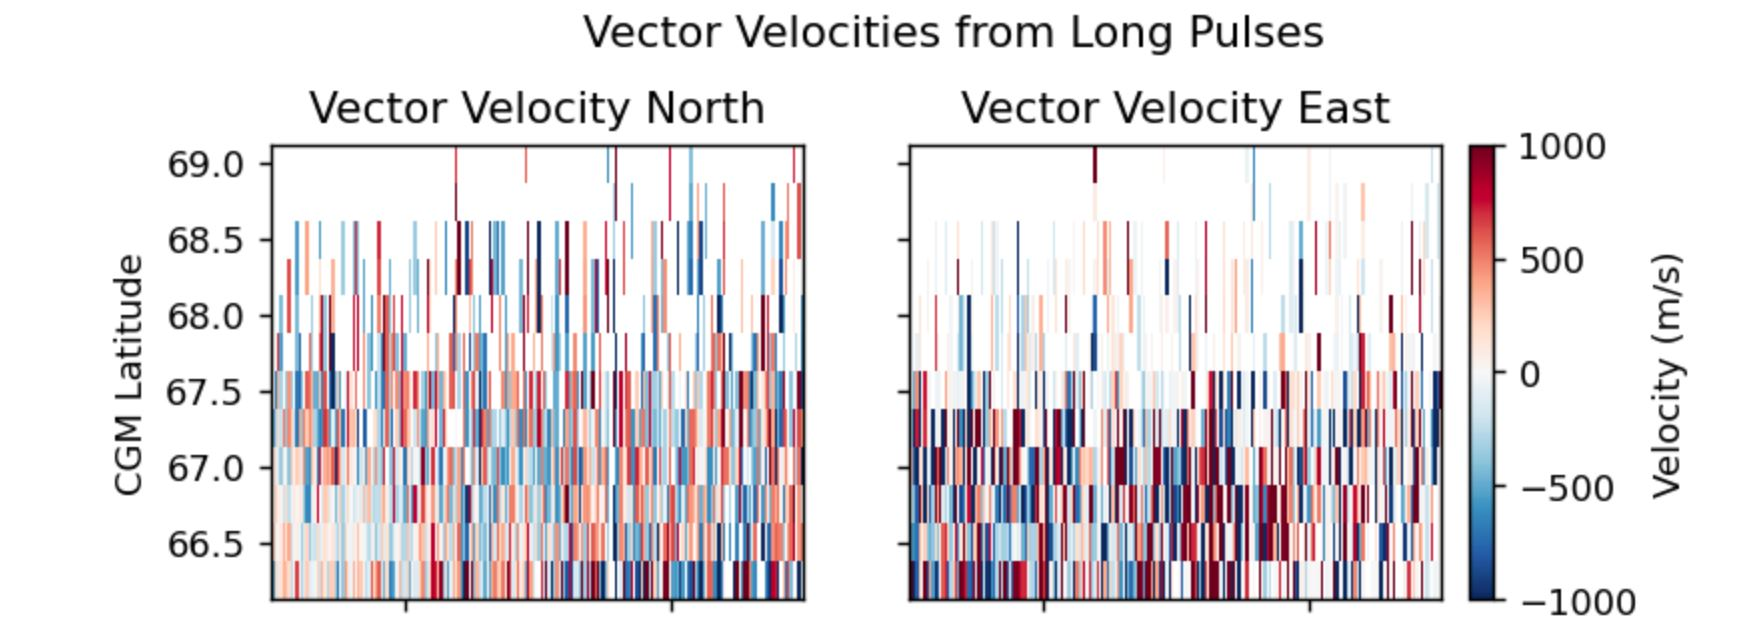 Vector Velocities from Long Pulses
Vector Velocity North
Vector Velocity East
CGM Latitude
69.0
68.5
68.0
67.5
67.0
66.5
1000
500
0
−500
−1000
Velocity (m/s)